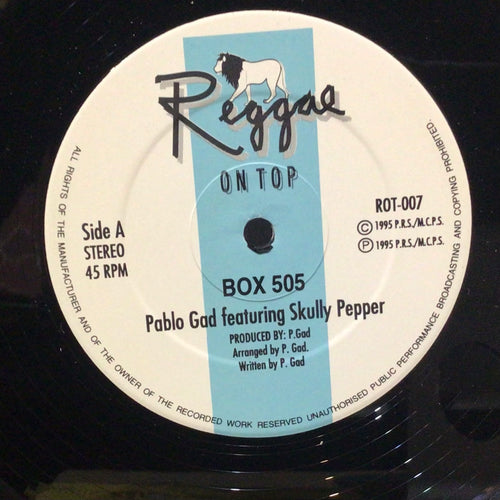 Reggae
ON TOP
Side A
STEREO
45 RPM
ROT-007
Ⓒ 1995 P.R.S./M.C.P.S.
Ⓟ 1995 P.R.S./M.C.P.S.
BOX 505
Pablo Gad featuring Skully Pepper
PRODUCED BY: P.Gad
Arranged by P. Gad.
Written by P. Gad
ALL RIGHTS OF THE MANUFACTURER AND OF THE OWNER OF THE RECORDED WORK RESERVED UNAUTHORISED PUBLIC PERFORMANCE BROADCASTING AND COPYING PROHIBITED.